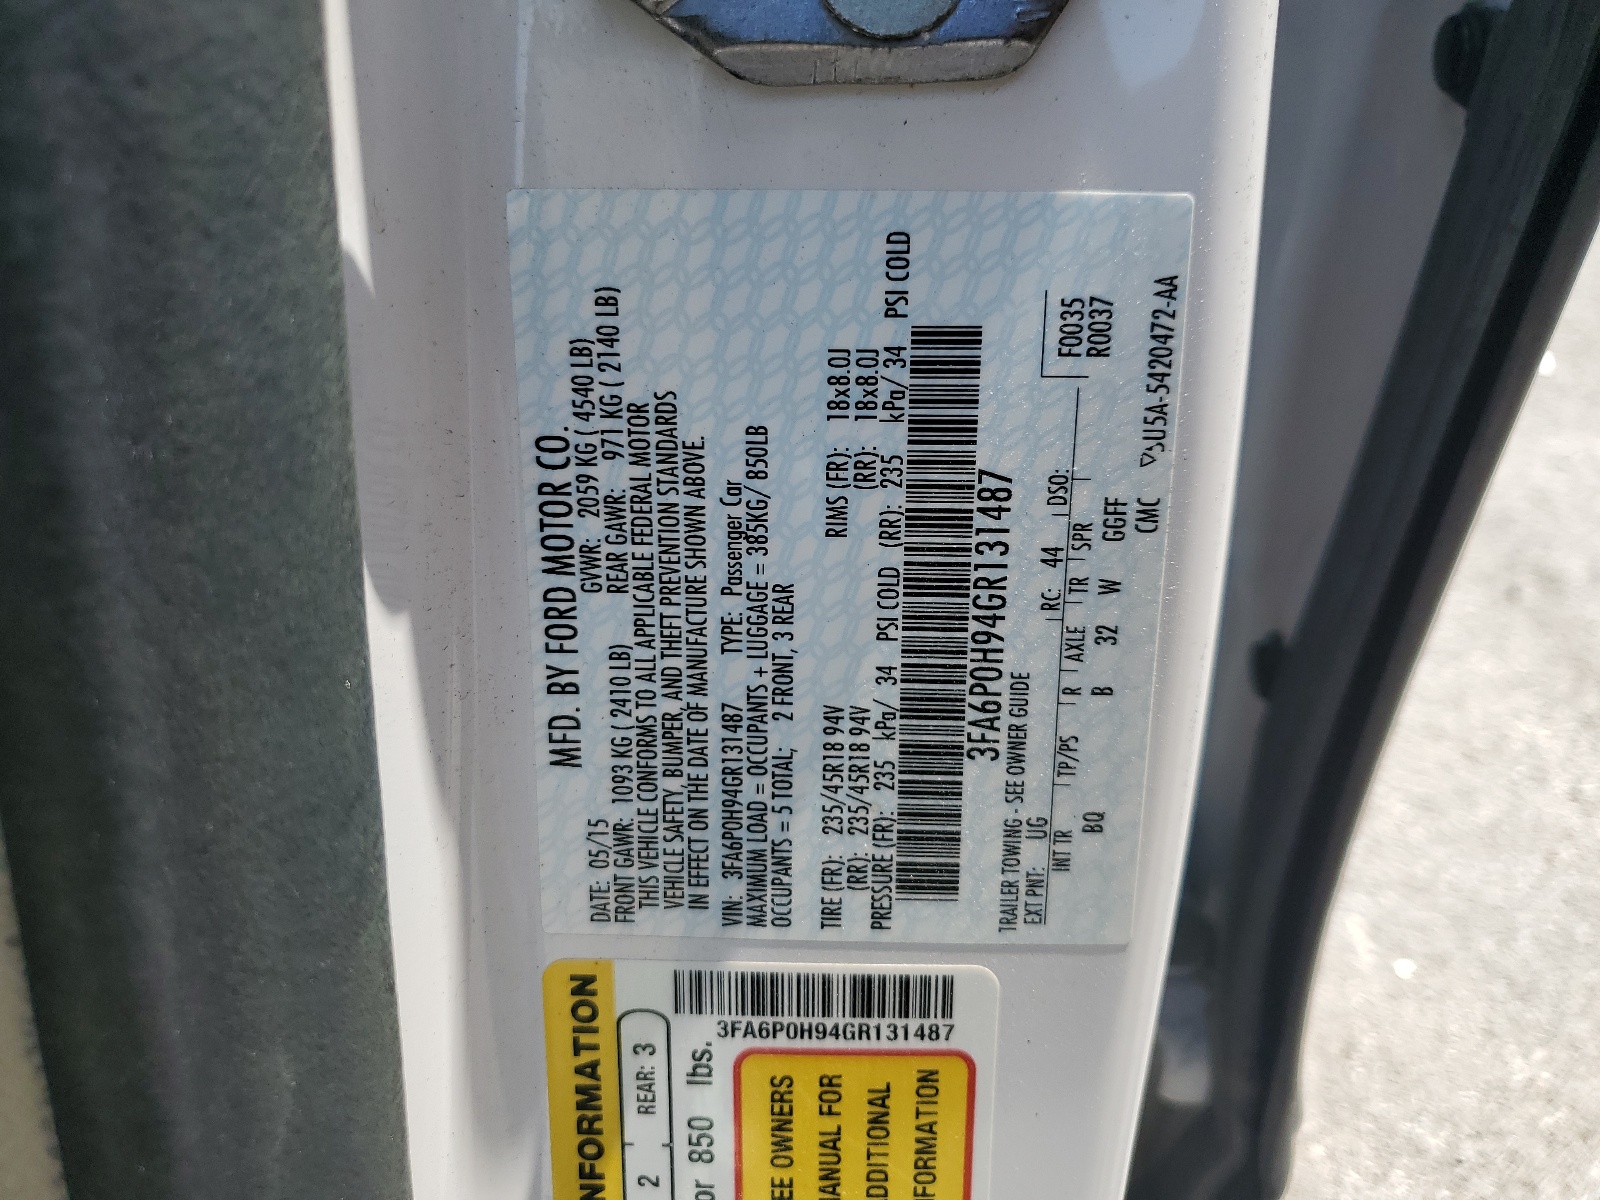 MFD. BY FORD MOTOR CO.
DATE: 05/15 GVWR: 2059 KG ( 4540 LB)
FRONT GAWR: 1093 KG ( 2410 LB) REAR GAWR: 971 KG ( 2140 LB)
THIS VEHICLE CONFORMS TO ALL APPLICABLE FEDERAL MOTOR
VEHICLE SAFETY, BUMPER, AND THEFT PREVENTION STANDARDS
IN EFFECT ON THE DATE OF MANUFACTURE SHOWN ABOVE.
VIN: 3FA6P0H94GR131487 TYPE: Passenger Car
MAXIMUM LOAD = OCCUPANTS + LUGGAGE = 385KG/ 850LB
OCCUPANTS = 5 TOTAL; 2 FRONT, 3 REAR
TIRE (FR): 235/45R18 94V RIMS (FR): 18x8.0J
(RR): 235/45R18 94V (RR): 18x8.0J
PRESSURE (FR): 235 kPa/ 34 PSI COLD (RR): 235 kPa/ 34 PSI COLD
3FA6P0H94GR131487
TRAILER TOWING - SEE OWNER GUIDE
EXT PNT: UG RC: 44 DSO: F0035
R0037
INT TR TP/PS R AXLE TR SPR
BQ B 32 W GGFF
CMC 5U5A-5420472-AA
NFORMATION
2 REAR: 3
or 850 lbs.
3FA6P0H94GR131487
EE OWNERS
MANUAL FOR
ADDITIONAL
NFORMATION